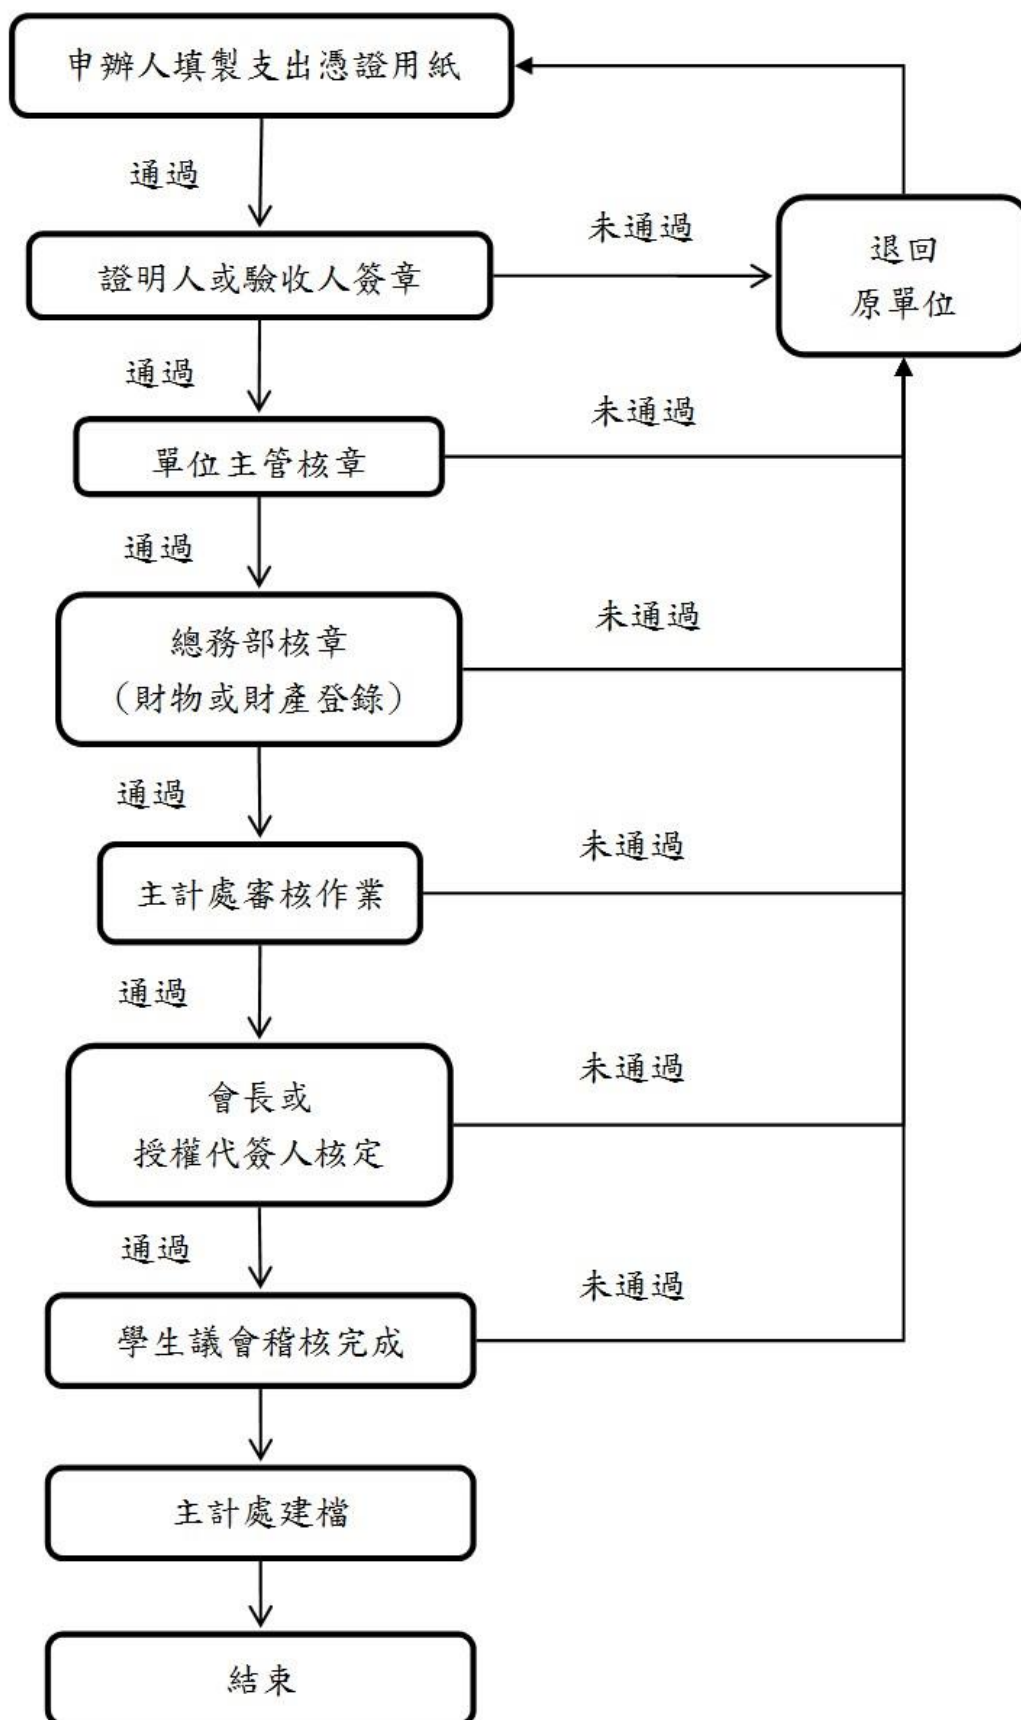 申辦人填製支出憑證用紙
通過
證明人或驗收人簽章
未通過
退回
原單位
通過
單位主管核章
未通過
通過
總務部核章
（財物或財產登錄）
未通過
通過
主計處審核作業
未通過
通過
會長或
授權代簽人核定
未通過
通過
學生議會稽核完成
未通過
主計處建檔
結束